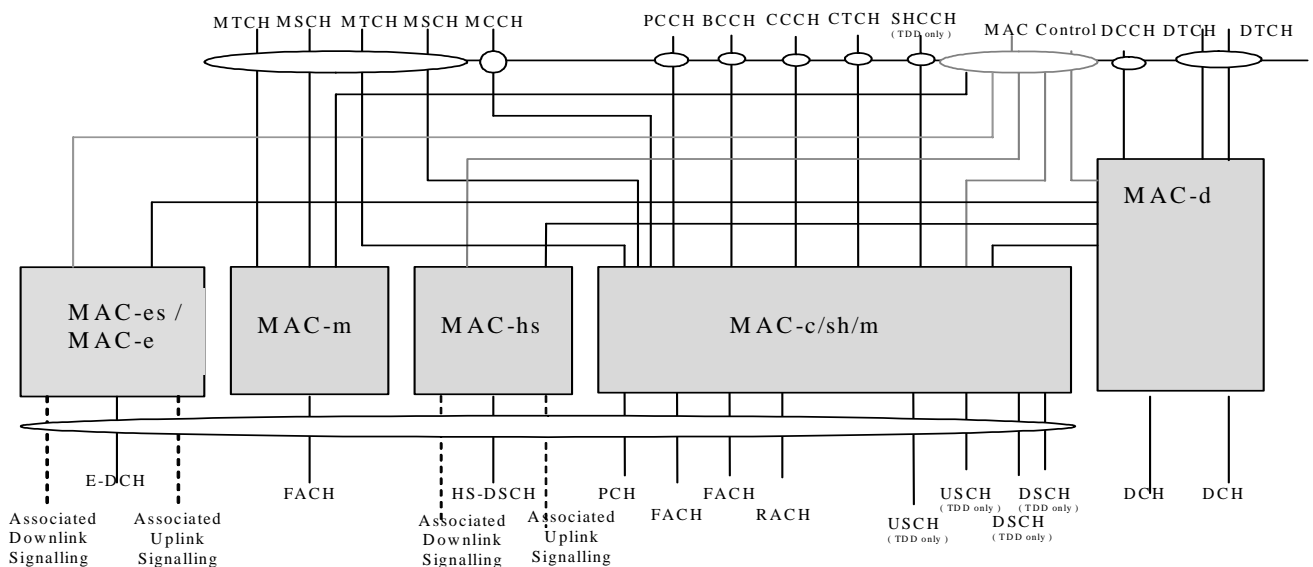 MTCH MSCH MTCH MSCH MCCH PCCH BCCH CCCH CTCH SHCCH MAC Control DCCH DTCH DTCH
( TDD only )
MAC-d
MAC-es /
MAC-e
MAC-m
MAC-hs
MAC-c/sh/m
E-DCH
FACH
HS-DSCH
PCH
FACH
FACH
RACH
USCH
( TDD only )
USCH
( TDD only )
DSCH
( TDD only )
DSCH
( TDD only )
DCH
DCH
Associated
Downlink
Signalling
Associated
Uplink
Signalling
Associated
Downlink
Signalling
Associated
Uplink
Signalling